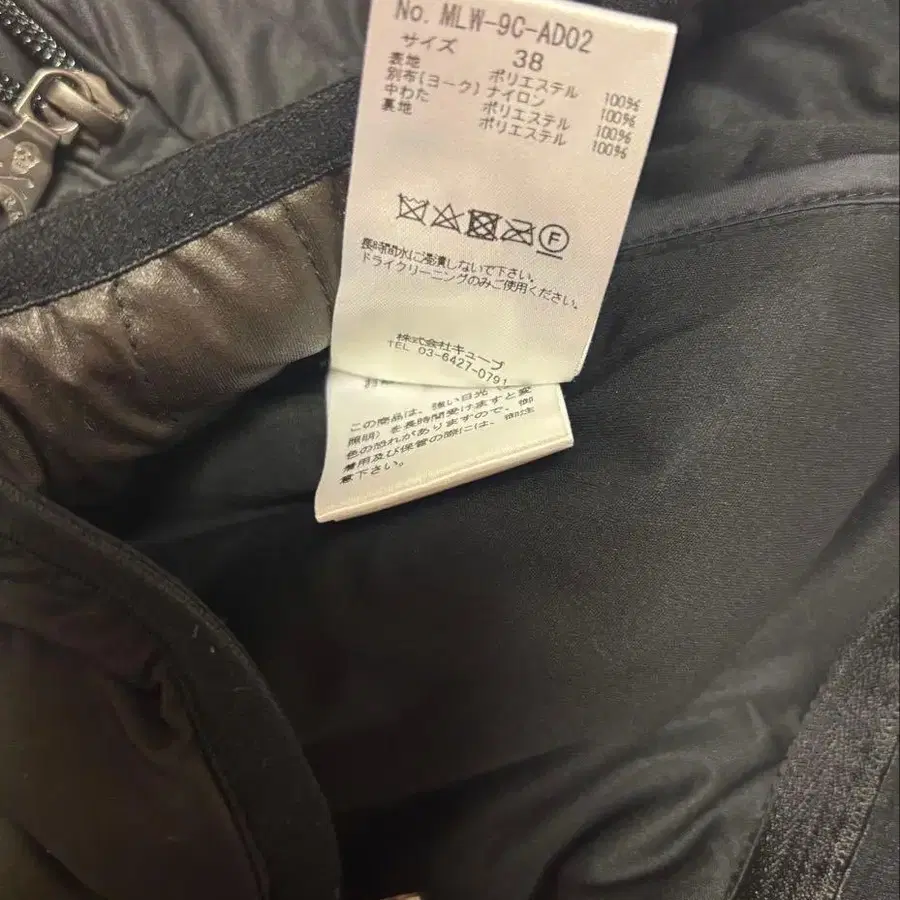 No. MLW-9C-AD02
サイズ 38
表地 ポリエステル 100%
別布(ヨーク) ナイロン 100%
中わた ポリエステル 100%
裏地 ポリエステル 100%
F
長時間水に浸漬しないで下さい。
ドライクリーニングのみご使用ください。
株式会社キューブ
TEL 03-6427-0791
この商品は、強い日光(
照明)を長時間受けますと変
色の恐れがありますので、御
着用及び保管の際には、御注
意下さい。